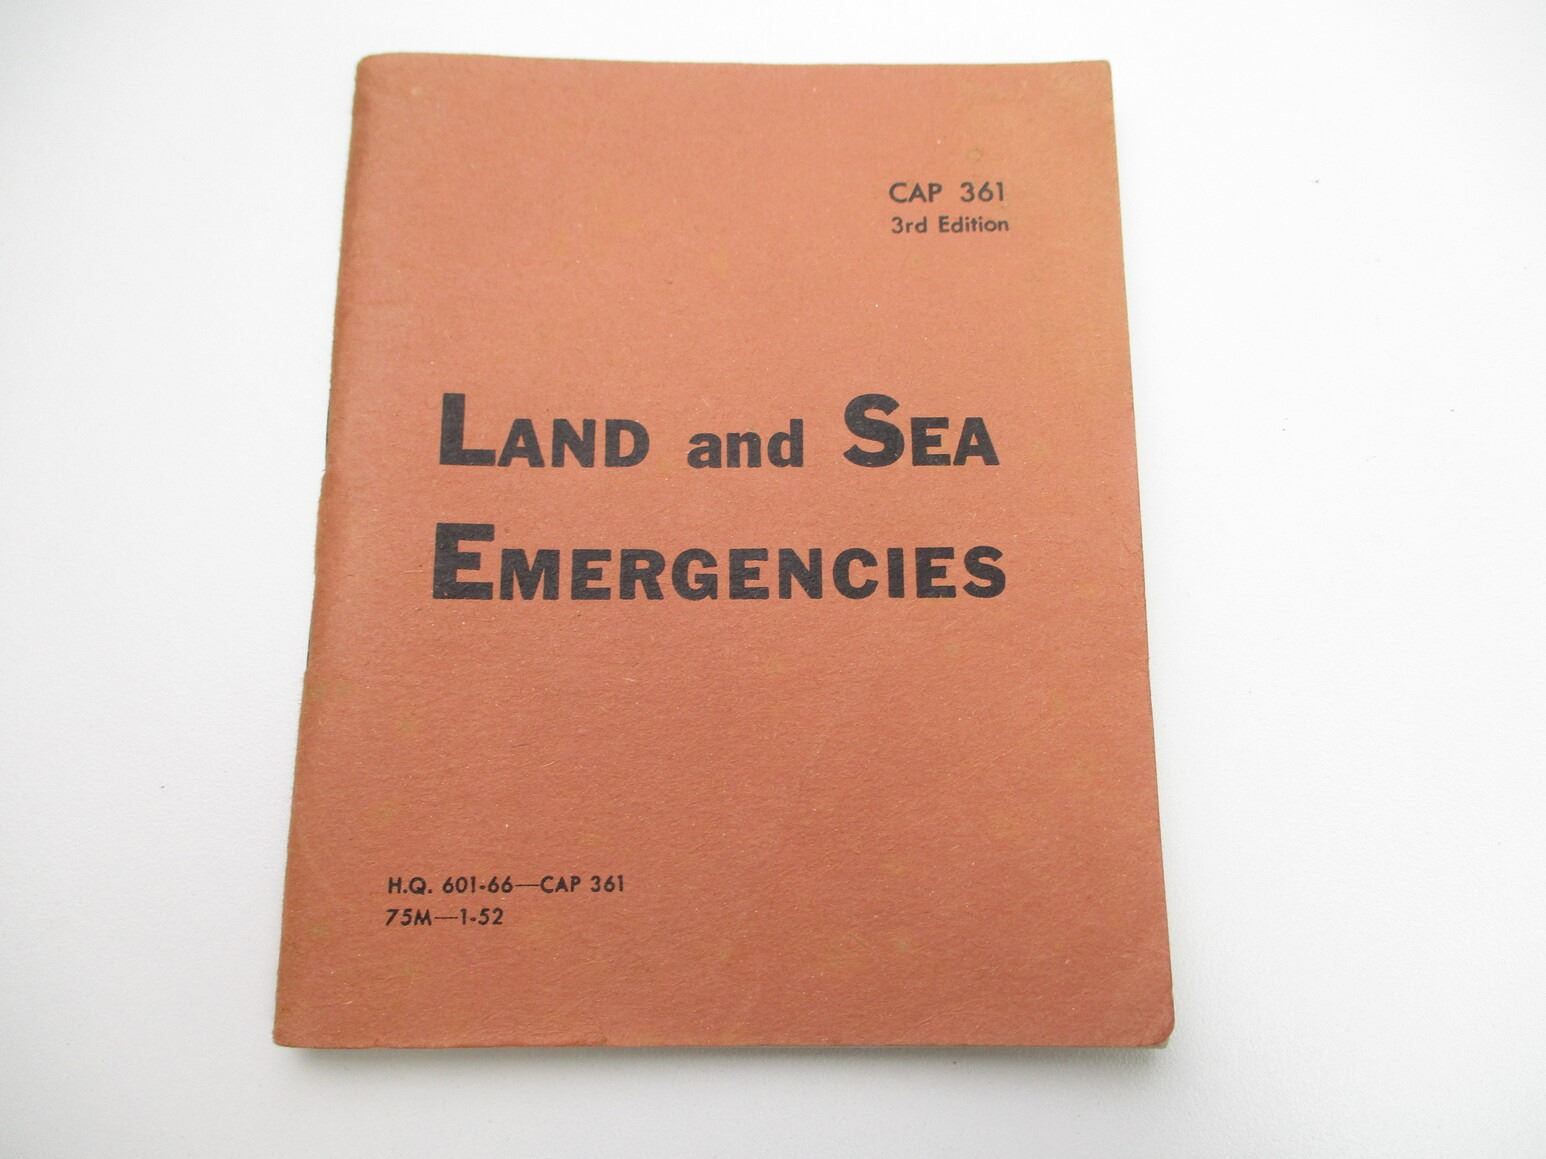 CAP 361
3rd Edition
LAND and SEA
EMERGENCIES
H.Q. 601-66—CAP 361
75M—1-52